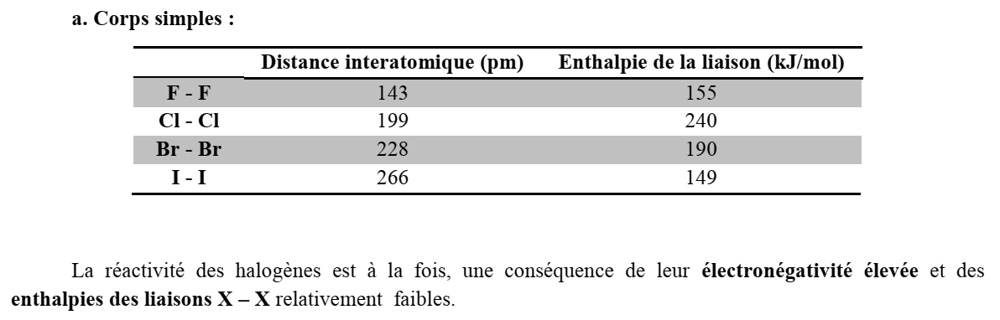 a. Corps simples :
Distance interatomique (pm) Enthalpie de la liaison (kJ/mol)
F - F 143 155
Cl - Cl 199 240
Br - Br 228 190
I - I 266 149
La réactivité des halogènes est à la fois, une conséquence de leur électronégativité élevée et des
enthalpies des liaisons X – X relativement faibles.